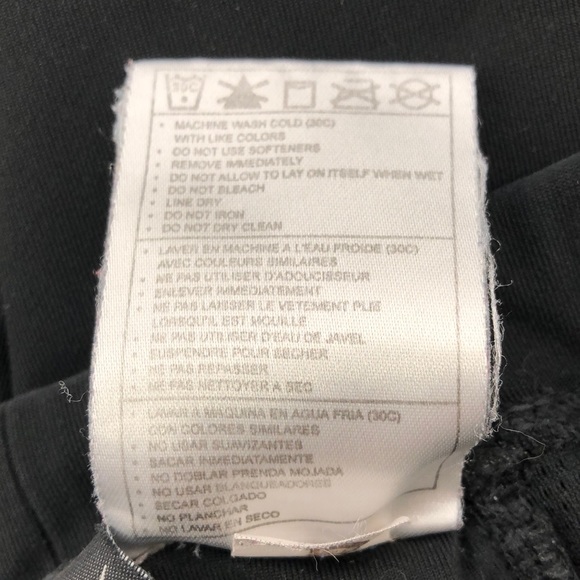 30C
• MACHINE WASH COLD (30C)
WITH LIKE COLORS
• DO NOT USE SOFTENERS
• REMOVE IMMEDIATELY
• DO NOT ALLOW TO LAY ON ITSELF WHEN WET
• DO NOT BLEACH
• LINE DRY
• DO NOT IRON
• DO NOT DRY CLEAN
• LAVER EN MACHINE A L'EAU FROIDE (30C)
AVEC COULEURS SIMILAIRES
• NE PAS UTILISER D'ADOUCISSEUR
• ENLEVER IMMEDIATEMENT
• NE PAS LAISSER LE VETEMENT PLIE
LORSQU'IL EST MOUILLE
• NE PAS UTILISER D'EAU DE JAVEL
• SUSPENDRE POUR SECHER
• NE PAS REPASSER
• NE PAS NETTOYER A SEC
• LAVAR A MAQUINA EN AGUA FRIA (30C)
CON COLORES SIMILARES
• NO USAR SUAVIZANTES
• SACAR INMEDIATAMENTE
• NO DOBLAR PRENDA MOJADA
• NO USAR BLANQUEADORSE
• SECAR COLGADO
• NO PLANCHAR
• NO LAVAR EN SECO